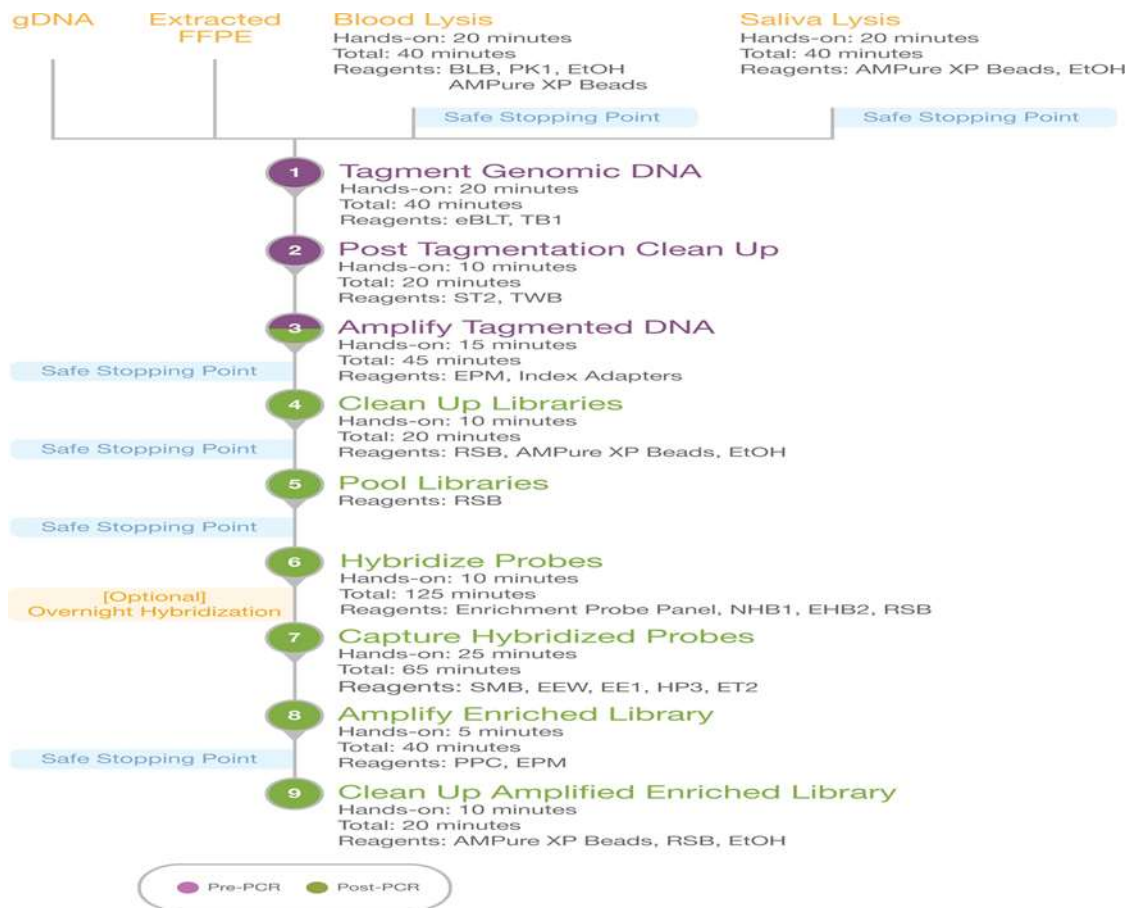 gDNA
Extracted
FFPE
Blood Lysis
Hands-on: 20 minutes
Total: 40 minutes
Reagents: BLB, PK1, EtOH
AMPure XP Beads
Safe Stopping Point
Saliva Lysis
Hands-on: 20 minutes
Total: 40 minutes
Reagents: AMPure XP Beads, EtOH
Safe Stopping Point
1
Tagment Genomic DNA
Hands-on: 20 minutes
Total: 40 minutes
Reagents: eBLT, TB1
2
Post Tagmentation Clean Up
Hands-on: 10 minutes
Total: 20 minutes
Reagents: ST2, TWB
3
Amplify Tagmented DNA
Hands-on: 15 minutes
Total: 45 minutes
Reagents: EPM, Index Adapters
Safe Stopping Point
4
Clean Up Libraries
Hands-on: 10 minutes
Total: 20 minutes
Reagents: RSB, AMPure XP Beads, EtOH
Safe Stopping Point
5
Pool Libraries
Reagents: RSB
Safe Stopping Point
6
Hybridize Probes
Hands-on: 10 minutes
Total: 125 minutes
Reagents: Enrichment Probe Panel, NHB1, EHB2, RSB
[Optional]
Overnight Hybridization
7
Capture Hybridized Probes
Hands-on: 25 minutes
Total: 65 minutes
Reagents: SMB, EEW, EE1, HP3, ET2
8
Amplify Enriched Library
Hands-on: 5 minutes
Total: 40 minutes
Reagents: PPC, EPM
Safe Stopping Point
9
Clean Up Amplified Enriched Library
Hands-on: 10 minutes
Total: 20 minutes
Reagents: AMPure XP Beads, RSB, EtOH
Pre-PCR
Post-PCR